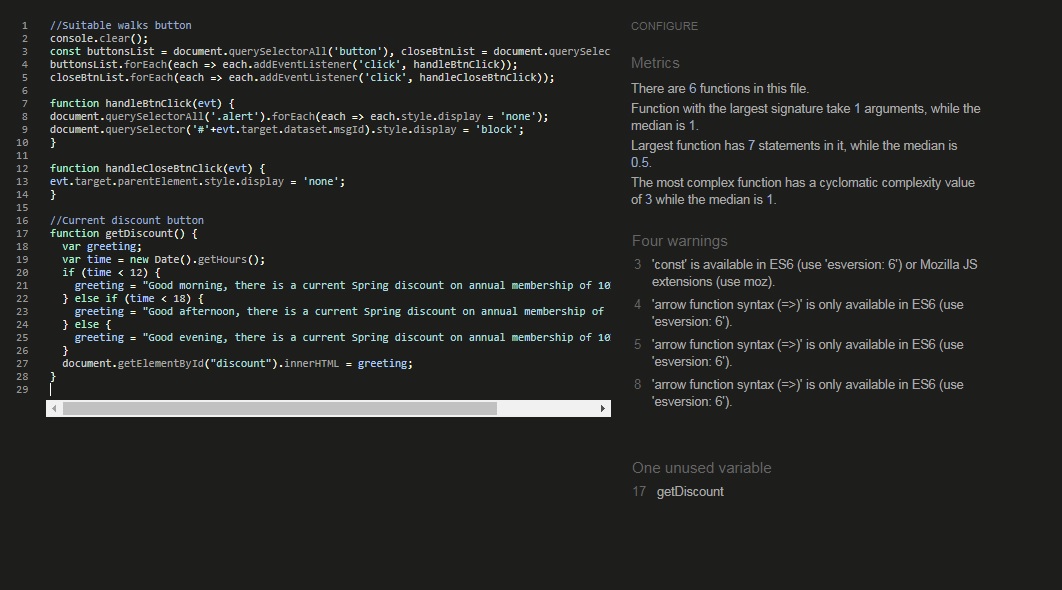 1 //Suitable walks button
2 console.clear();
3 const buttonsList = document.querySelectorAll('button'), closeBtnList = document.querySelec
4 buttonsList.forEach(each => each.addEventListener('click', handleBtnClick));
5 closeBtnList.forEach(each => each.addEventListener('click', handleCloseBtnClick));
6
7 function handleBtnClick(evt) {
8 document.querySelectorAll('.alert').forEach(each => each.style.display = 'none');
9 document.querySelector('#'+evt.target.dataset.msgId).style.display = 'block';
10 }
11
12 function handleCloseBtnClick(evt) {
13 evt.target.parentElement.style.display = 'none';
14 }
15
16 //Current discount button
17 function getDiscount() {
18 var greeting;
19 var time = new Date().getHours();
20 if (time < 12) {
21 greeting = "Good morning, there is a current Spring discount on annual membership of 10
22 } else if (time < 18) {
23 greeting = "Good afternoon, there is a current Spring discount on annual membership of
24 } else {
25 greeting = "Good evening, there is a current Spring discount on annual membership of 10
26 }
27 document.getElementById("discount").innerHTML = greeting;
28 }
29
CONFIGURE
Metrics
There are 6 functions in this file.
Function with the largest signature take 1 arguments, while the
median is 1.
Largest function has 7 statements in it, while the median is
0.5.
The most complex function has a cyclomatic complexity value
of 3 while the median is 1.
Four warnings
3 'const' is available in ES6 (use 'esversion: 6') or Mozilla JS
extensions (use moz).
4 'arrow function syntax (=>)' is only available in ES6 (use
'esversion: 6').
5 'arrow function syntax (=>)' is only available in ES6 (use
'esversion: 6').
8 'arrow function syntax (=>)' is only available in ES6 (use
'esversion: 6').
One unused variable
17 getDiscount